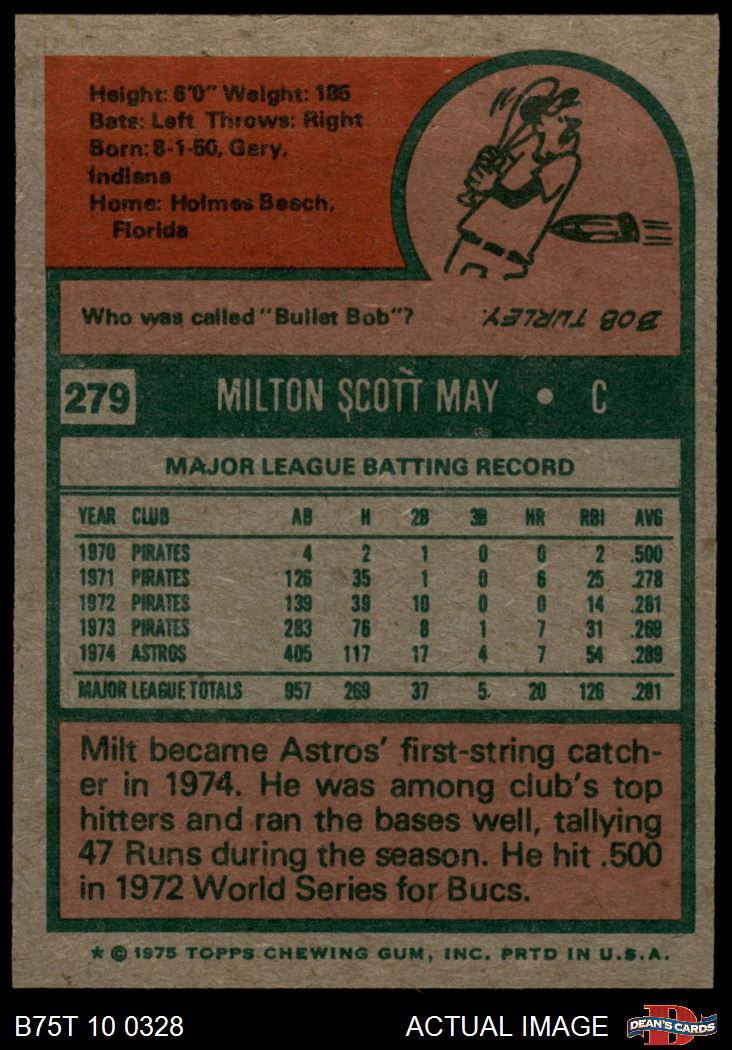 Height: 6'0" Weight: 185
Bats: Left Throws: Right
Born: 8-1-50, Gary,
Indiana
Home: Holmes Beach,
Florida
Who was called "Bullet Bob"?
BOB TURLEY.
279 MILTON SCOTT MAY • C
MAJOR LEAGUE BATTING RECORD
YEAR CLUB AB H 2B 3B HR RBI AVG
1970 PIRATES 4 2 1 0 0 2 .500
1971 PIRATES 126 35 1 0 6 25 .278
1972 PIRATES 139 39 10 0 0 14 .281
1973 PIRATES 283 76 8 1 7 31 .269
1974 ASTROS 405 117 17 4 7 54 .289
MAJOR LEAGUE TOTALS 957 269 37 5 20 126 .281
Milt became Astros' first-string catch-
er in 1974. He was among club's top
hitters and ran the bases well, tallying
47 Runs during the season. He hit .500
in 1972 World Series for Bucs.
* © 1975 TOPPS CHEWING GUM, INC. PRTD IN U.S.A.
B75T 10 0328 ACTUAL IMAGE DEAN'S CARDS